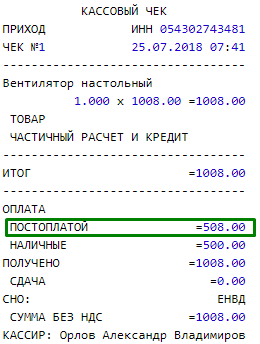 КАССОВЫЙ ЧЕК
ПРИХОД ИНН 054302743481
ЧЕК №1 25.07.2018 07:41
Вентилятор настольный
1.000 х 1008.00 =1008.00
ТОВАР
ЧАСТИЧНЫЙ РАСЧЕТ И КРЕДИТ
ИТОГ =1008.00
ОПЛАТА
ПОСТОПЛАТОЙ =508.00
НАЛИЧНЫЕ =500.00
ПОЛУЧЕНО =1008.00
СДАЧА =0.00
СНО: ЕНВД
СУММА БЕЗ НДС =1008.00
КАССИР: Орлов Александр Владимиров